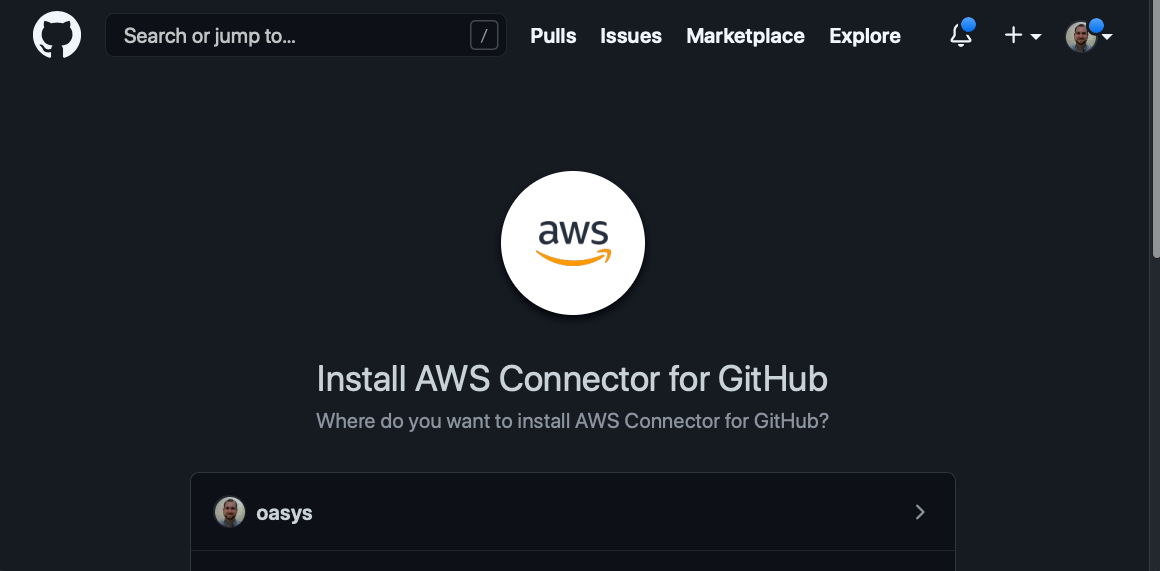 Search or jump to...
/
Pulls
Issues
Marketplace
Explore
aws
Install AWS Connector for GitHub
Where do you want to install AWS Connector for GitHub?
oasys